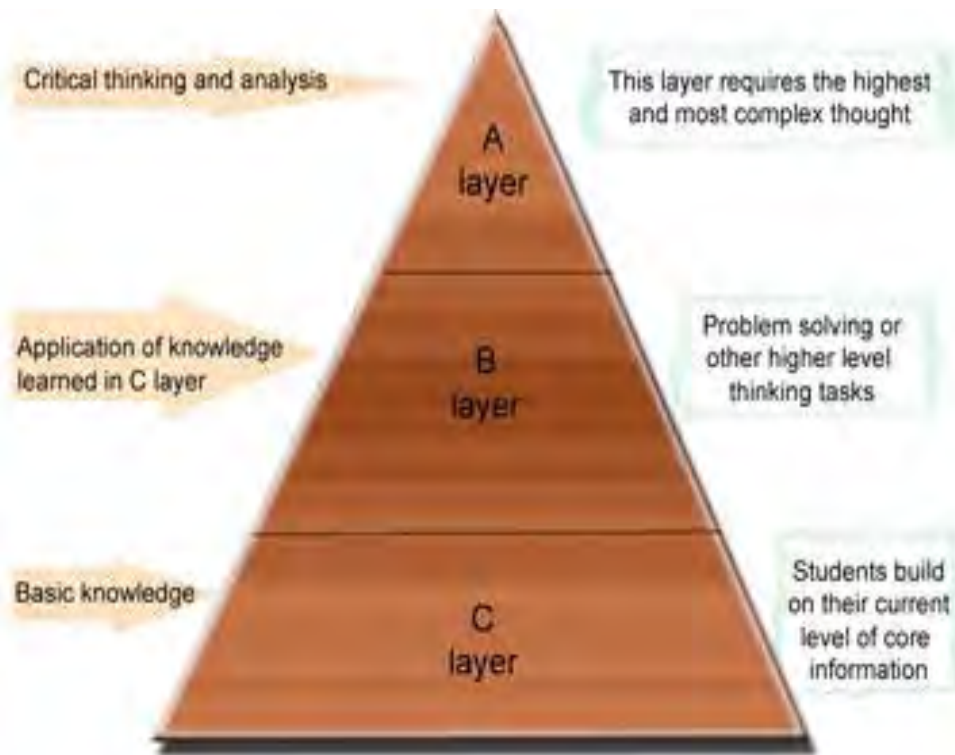 Critical thinking and analysis
This layer requires the highest
and most complex thought
A
layer
Application of knowledge
learned in C layer
B
layer
Problem solving or
other higher level
thinking tasks
Basic knowledge
C
layer
Students build
on their current
level of core
information